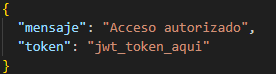 {
  "mensaje": "Acceso autorizado",
  "token": "jwt_token_aqui"
}